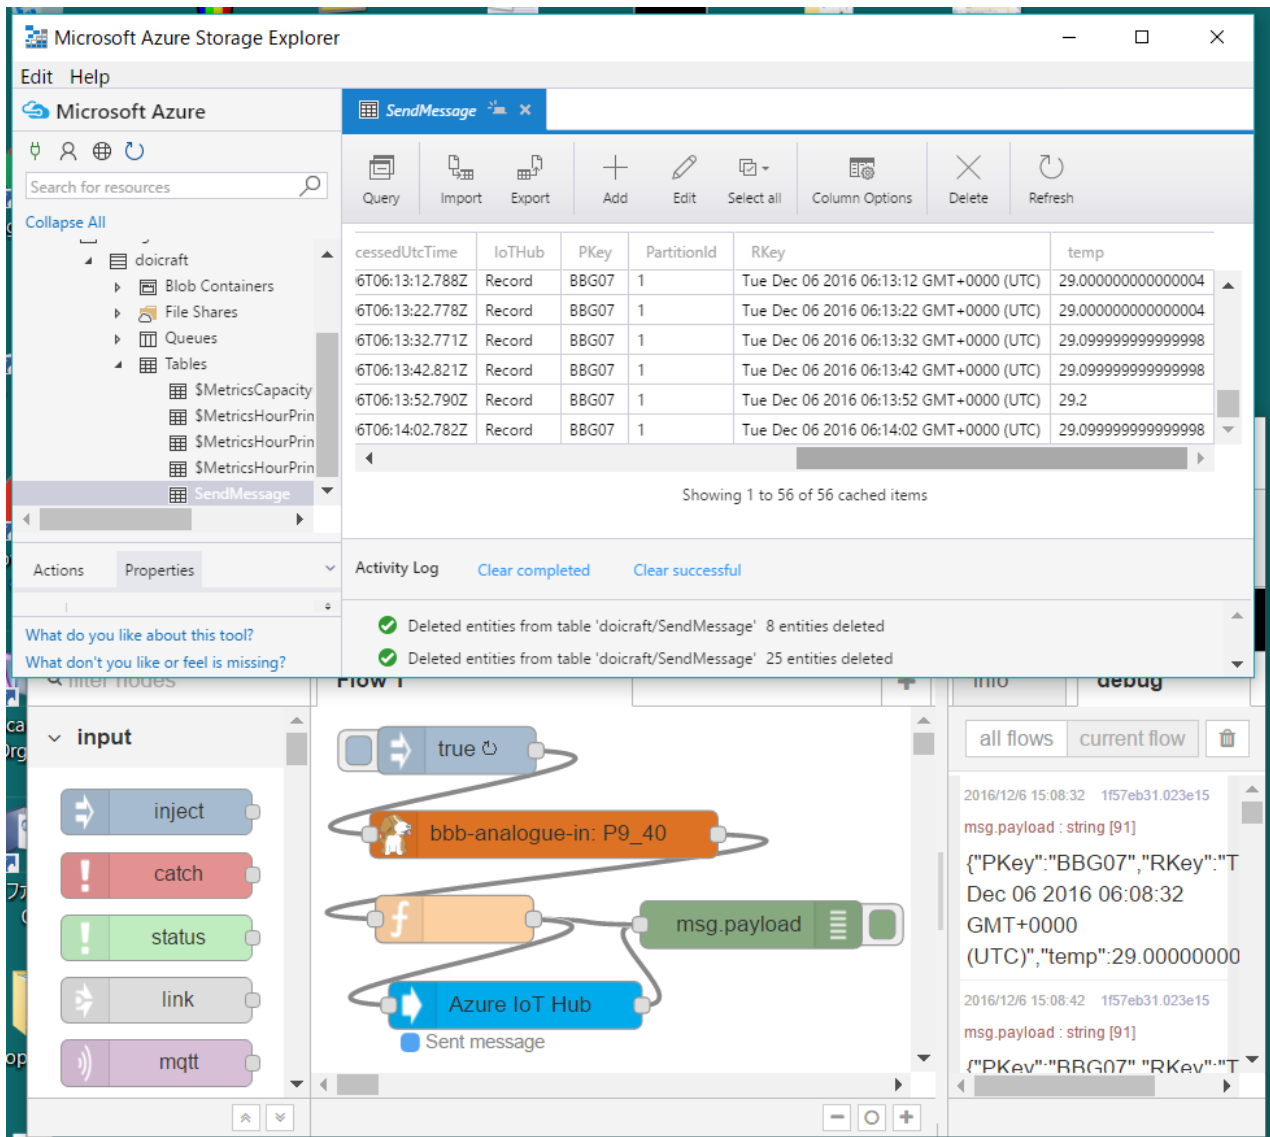 Microsoft Azure Storage Explorer
Edit Help
Microsoft Azure
SendMessage
Search for resources
Collapse All
Query Import Export Add Edit Select all Column Options Delete Refresh
doicraft
Blob Containers
File Shares
Queues
Tables
$MetricsCapacity
$MetricsHourPrin
$MetricsHourPrin
$MetricsHourPrin
SendMessage
cessedUtcTime IoTHub PKey PartitionId RKey temp
6T06:13:12.788Z Record BBG07 1 Tue Dec 06 2016 06:13:12 GMT+0000 (UTC) 29.000000000000004
6T06:13:22.778Z Record BBG07 1 Tue Dec 06 2016 06:13:22 GMT+0000 (UTC) 29.000000000000004
6T06:13:32.771Z Record BBG07 1 Tue Dec 06 2016 06:13:32 GMT+0000 (UTC) 29.099999999999998
6T06:13:42.821Z Record BBG07 1 Tue Dec 06 2016 06:13:42 GMT+0000 (UTC) 29.099999999999998
6T06:13:52.790Z Record BBG07 1 Tue Dec 06 2016 06:13:52 GMT+0000 (UTC) 29.2
6T06:14:02.782Z Record BBG07 1 Tue Dec 06 2016 06:14:02 GMT+0000 (UTC) 29.099999999999998
Showing 1 to 56 of 56 cached items
Actions Properties
What do you like about this tool?
What don't you like or feel is missing?
Activity Log Clear completed Clear successful
Deleted entities from table 'doicraft/SendMessage' 8 entities deleted
Deleted entities from table 'doicraft/SendMessage' 25 entities deleted
filter nodes
Flow 1
info debug
input
inject
catch
status
link
mqtt
true ↻
bbb-analogue-in: P9_40
f
msg.payload
Azure IoT Hub
Sent message
all flows current flow
2016/12/6 15:08:32 1f57eb31.023e15
msg.payload : string [91]
{"PKey":"BBG07","RKey":"T
Dec 06 2016 06:08:32
GMT+0000
(UTC)","temp":29.00000000
2016/12/6 15:08:42 1f57eb31.023e15
msg.payload : string [91]
{"PKey":"BBG07","RKey":"T